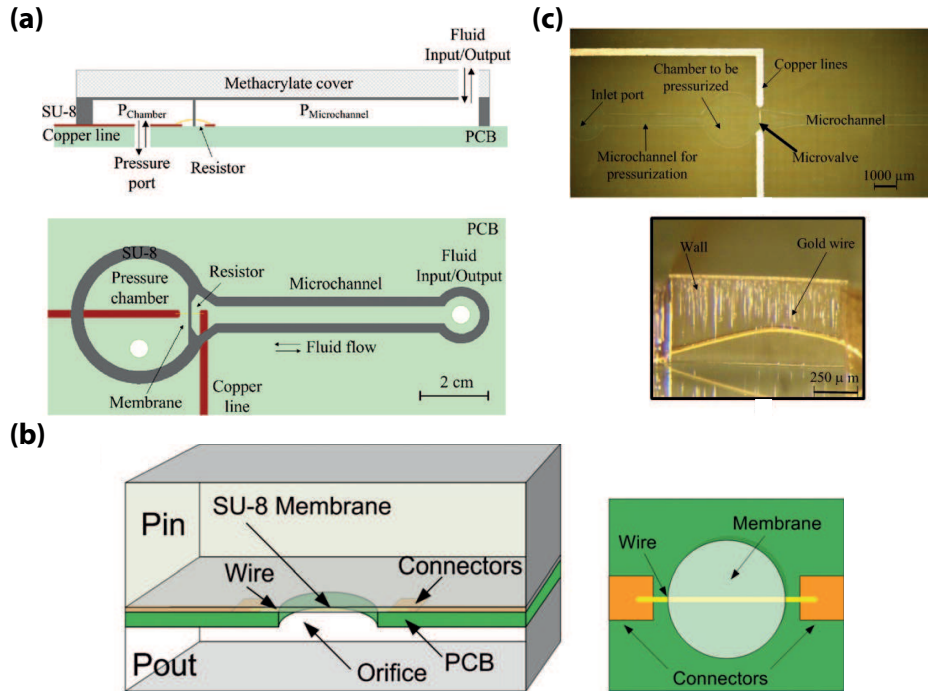 (a)
Fluid
Input/Output
Methacrylate cover
SU-8
P_Chamber
P_Microchannel
Copper line
PCB
Pressure
port
Resistor
PCB
SU-8
Pressure
chamber
Resistor
Microchannel
Fluid
Input/Output
Fluid flow
Membrane
Copper
line
2 cm
(c)
Copper lines
Chamber to be
pressurized
Inlet port
Microchannel
Microchannel for
pressurization
Microvalve
1000 µm
Wall
Gold wire
250 µ m
(b)
Pin
SU-8 Membrane
Wire
Connectors
Pout
Orifice
PCB
Membrane
Wire
Connectors